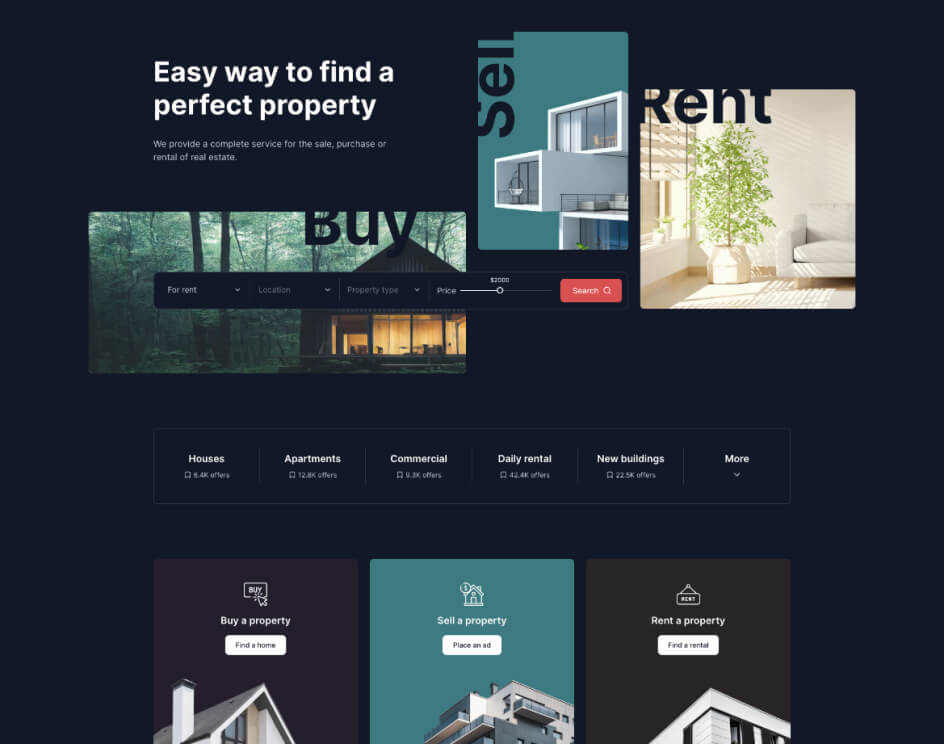 Easy way to find a
perfect property
We provide a complete service for the sale, purchase or
rental of real estate.
Sell
Rent
Buy
For rent
Location
Property type
Price
$2000
Search
Houses
6.4K offers
Apartments
12.8K offers
Commercial
9.3K offers
Daily rental
42.4K offers
New buildings
22.5K offers
More
BUY
Buy a property
Find a home
$
Sell a property
Place an ad
RENT
Rent a property
Find a rental